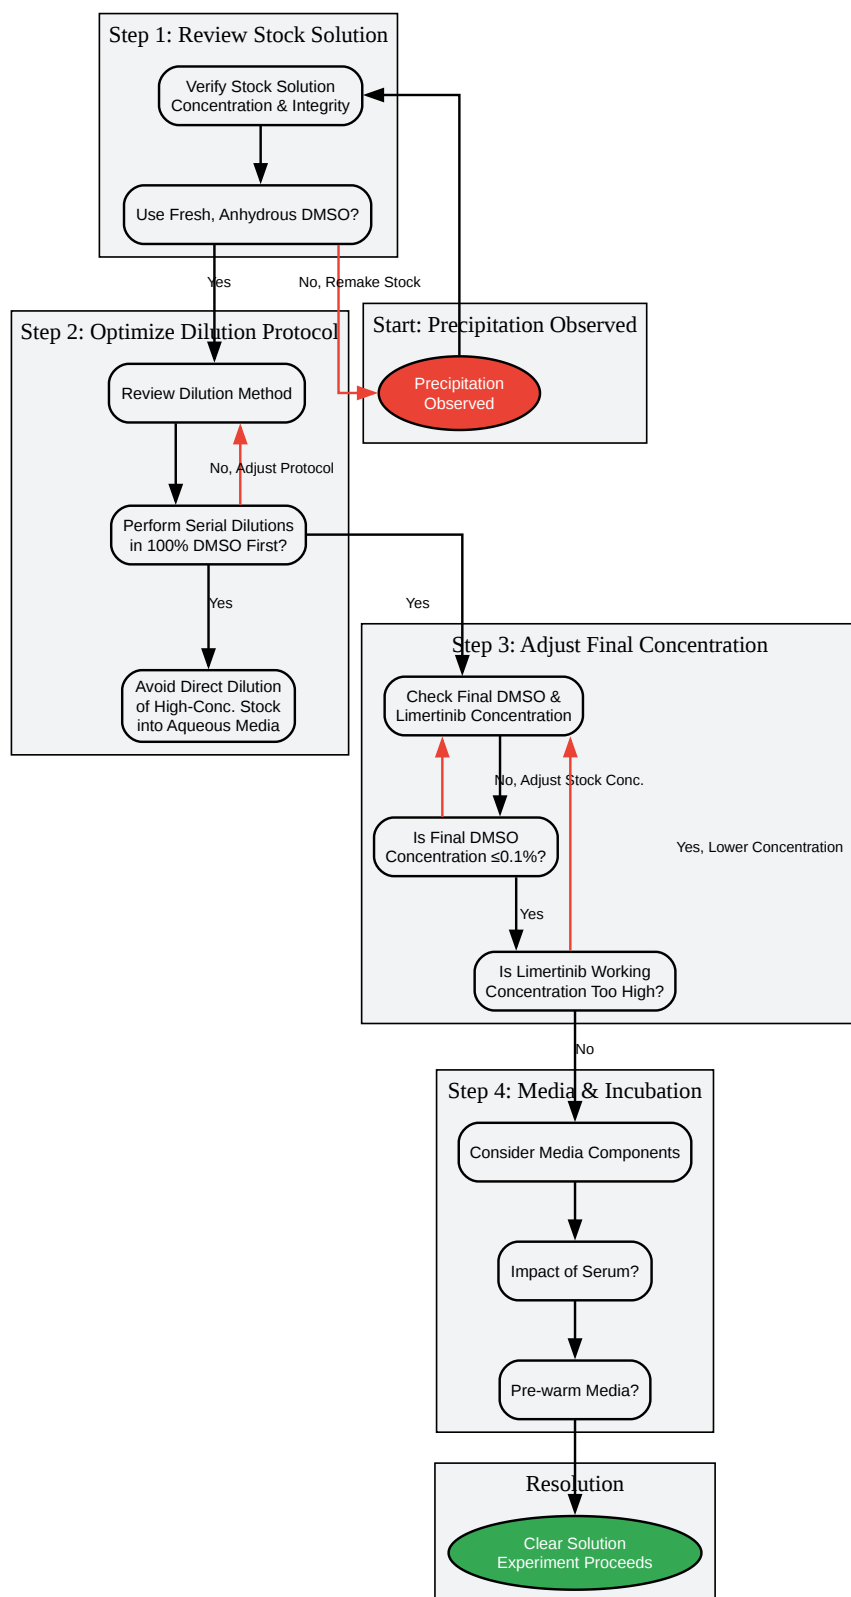 Step 1: Review Stock Solution
Verify Stock Solution
Concentration & Integrity
Use Fresh, Anhydrous DMSO?
Yes
No, Remake Stock
Start: Precipitation Observed
Precipitation
Observed
Step 2: Optimize Dilution Protocol
Review Dilution Method
No, Adjust Protocol
Perform Serial Dilutions
in 100% DMSO First?
Yes
Yes
Avoid Direct Dilution
of High-Conc. Stock
into Aqueous Media
Step 3: Adjust Final Concentration
Check Final DMSO &
Limertinib Concentration
No, Adjust Stock Conc.
Is Final DMSO
Concentration ≤0.1%?
Yes, Lower Concentration
Yes
Is Limertinib Working
Concentration Too High?
No
Step 4: Media & Incubation
Consider Media Components
Impact of Serum?
Pre-warm Media?
Resolution
Clear Solution
Experiment Proceeds